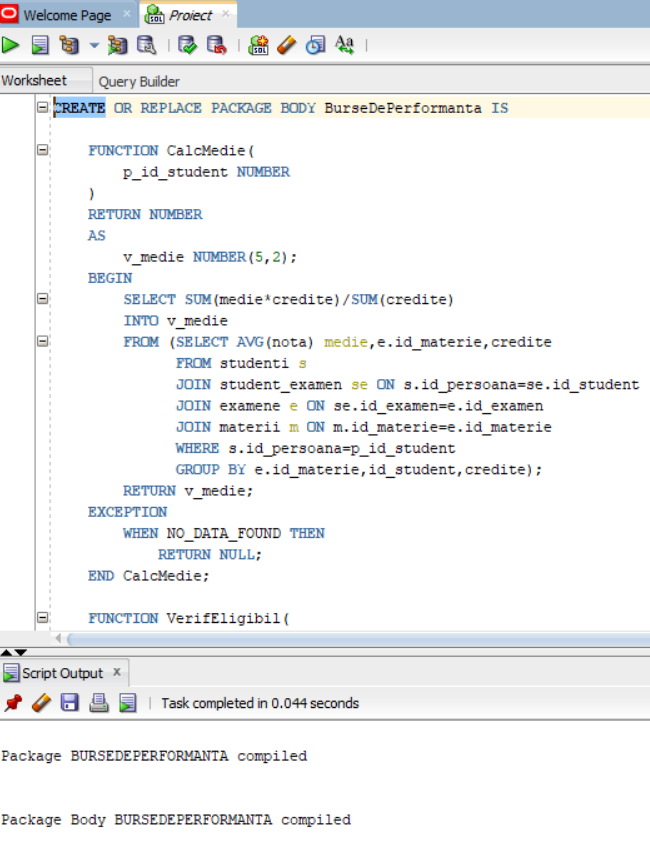 Welcome Page × Proiect ×
Worksheet Query Builder
CREATE OR REPLACE PACKAGE BODY BurseDePerformanta IS
FUNCTION CalcMedie(
p_id_student NUMBER
)
RETURN NUMBER
AS
v_medie NUMBER(5,2);
BEGIN
SELECT SUM(medie*credite)/SUM(credite)
INTO v_medie
FROM (SELECT AVG(nota) medie,e.id_materie,credite
FROM studenti s
JOIN student_examen se ON s.id_persoana=se.id_student
JOIN examene e ON se.id_examen=e.id_examen
JOIN materii m ON m.id_materie=e.id_materie
WHERE s.id_persoana=p_id_student
GROUP BY e.id_materie,id_student,credite);
RETURN v_medie;
EXCEPTION
WHEN NO_DATA_FOUND THEN
RETURN NULL;
END CalcMedie;
FUNCTION VerifEligibil(
Script Output ×
Task completed in 0.044 seconds
Package BURSEDEPERFORMANTA compiled
Package Body BURSEDEPERFORMANTA compiled